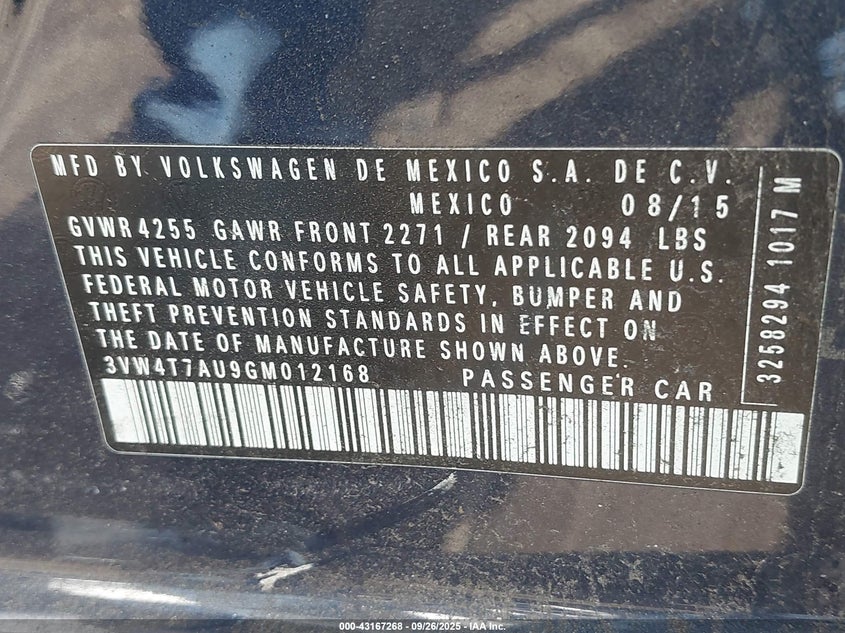 MFD BY VOLKSWAGEN DE MEXICO S.A. DE C.V.
MEXICO 08/15
GVWR 4255 GAWR FRONT 2271 / REAR 2094 LBS
THIS VEHICLE CONFORMS TO ALL APPLICABLE U.S.
FEDERAL MOTOR VEHICLE SAFETY, BUMPER AND
THEFT PREVENTION STANDARDS IN EFFECT ON
THE DATE OF MANUFACTURE SHOWN ABOVE.
3VW4T7AU9GM012168 PASSENGER CAR
3258294 1017 M
000-43167268 - 09/26/2025 - IAA Inc.